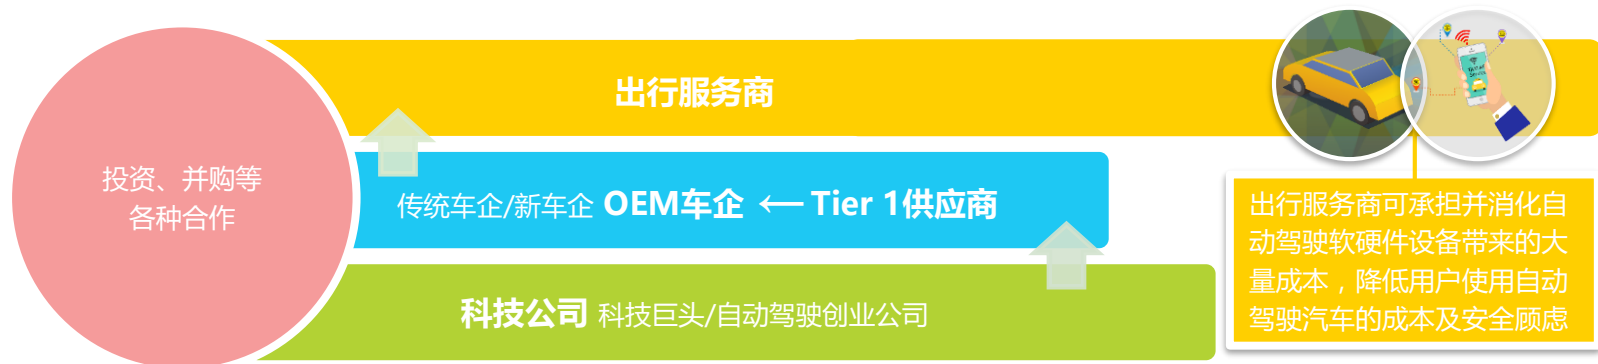 出行服务商
投资、并购等
各种合作
传统车企/新车企 OEM车企 ← Tier 1供应商
科技公司 科技巨头/自动驾驶创业公司
出行服务商可承担并消化自
动驾驶软硬件设备带来的大
量成本，降低用户使用自动
驾驶汽车的成本及安全顾虑